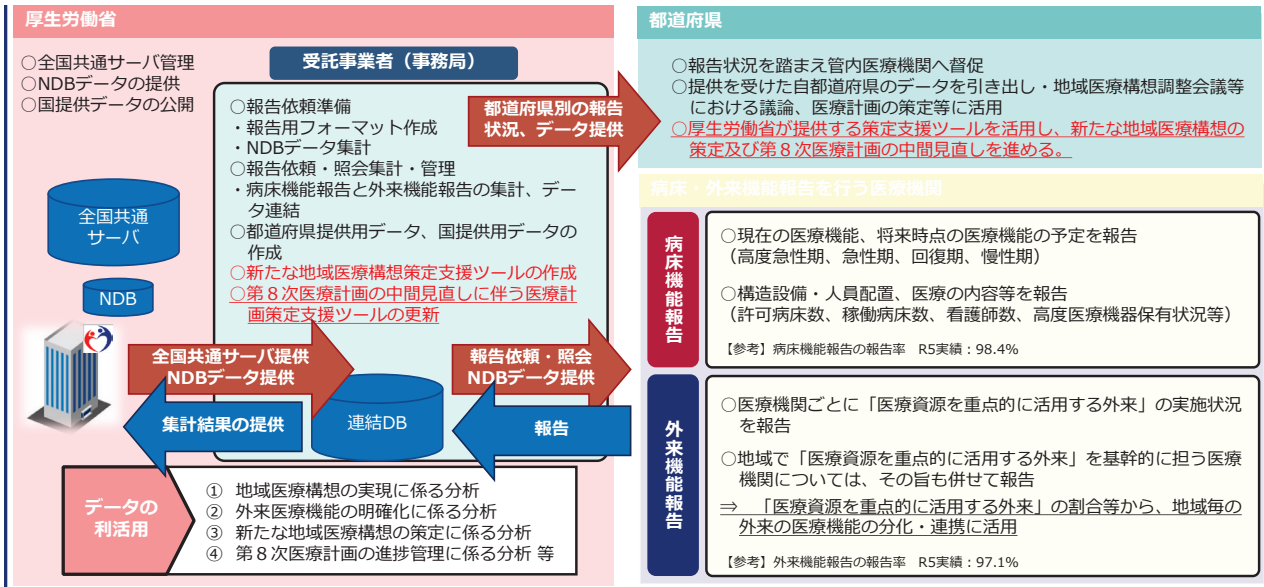 厚生労働省
○全国共通サーバ管理
○NDBデータの提供
○国提供データの公開
全国共通
サーバ
NDB
受託事業者（事務局）
○報告依頼準備
・報告用フォーマット作成
・NDBデータ集計
○報告依頼・照会集計・管理
・病床機能報告と外来機能報告の集計、デー
タ連結
○都道府県提供用データ、国提供用データの
作成
○新たな地域医療構想策定支援ツールの作成
○第８次医療計画の中間見直しに伴う医療計
画策定支援ツールの更新
都道府県別の報告
状況、データ提供
全国共通サーバ提供
NDBデータ提供
集計結果の提供
連結DB
報告依頼・照会
NDBデータ提供
報告
データの
利活用
① 地域医療構想の実現に係る分析
② 外来医療機能の明確化に係る分析
③ 新たな地域医療構想の策定に係る分析
④ 第８次医療計画の進捗管理に係る分析 等
都道府県
○報告状況を踏まえ管内医療機関へ督促
○提供を受けた自都道府県のデータを引き出し・地域医療構想調整会議等
における議論、医療計画の策定等に活用
○厚生労働省が提供する策定支援ツールを活用し、新たな地域医療構想の
策定及び第８次医療計画の中間見直しを進める。
病床・外来機能報告を行う医療機関
病床機能報告
○現在の医療機能、将来時点の医療機能の予定を報告
（高度急性期、急性期、回復期、慢性期）
○構造設備・人員配置、医療の内容等を報告
（許可病床数、稼働病床数、看護師数、高度医療機器保有状況等）
【参考】病床機能報告の報告率 R5実績：98.4%
外来機能報告
○医療機関ごとに「医療資源を重点的に活用する外来」の実施状況
を報告
○地域で「医療資源を重点的に活用する外来」を基幹的に担う医療
機関については、その旨も併せて報告
⇒ 「医療資源を重点的に活用する外来」の割合等から、地域毎の
外来の医療機能の分化・連携に活用
【参考】外来機能報告の報告率 R5実績：97.1%